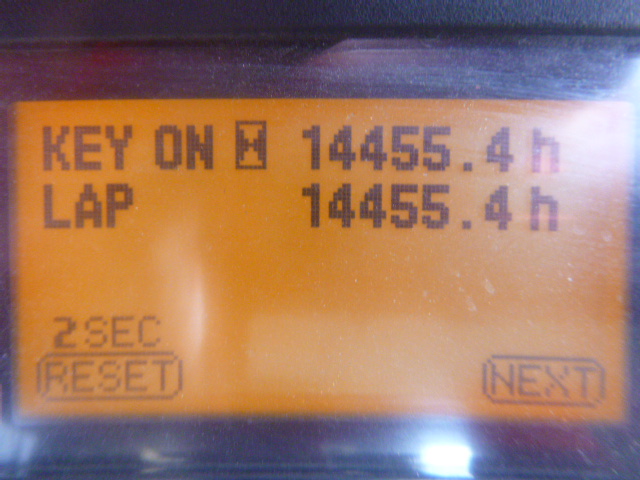 KEY ON 14455.4 h
LAP 14455.4 h
2 SEC
RESET NEXT